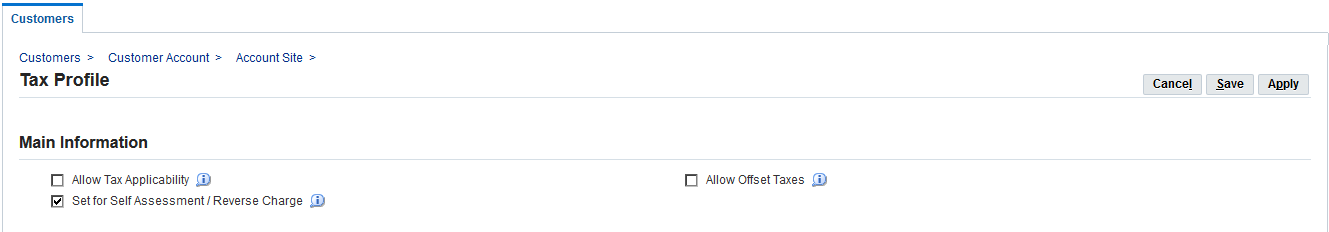 Customers
Customers > Customer Account > Account Site >
Tax Profile
Cancel Save Apply
Main Information
Allow Tax Applicability Allow Offset Taxes
Set for Self Assessment / Reverse Charge